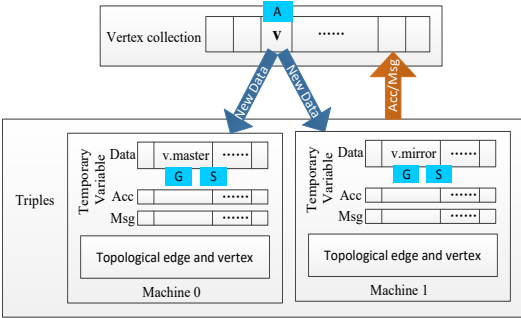 A
Vertex collection
v
......
New Data
New Data
Acc/Msg
Triples
Temporary
Variable
Data
v.master
......
G
S
Acc
......
Msg
......
Topological edge and vertex
Machine 0
Temporary
Variable
Data
v.mirror
......
G
S
Acc
......
Msg
......
Topological edge and vertex
Machine 1